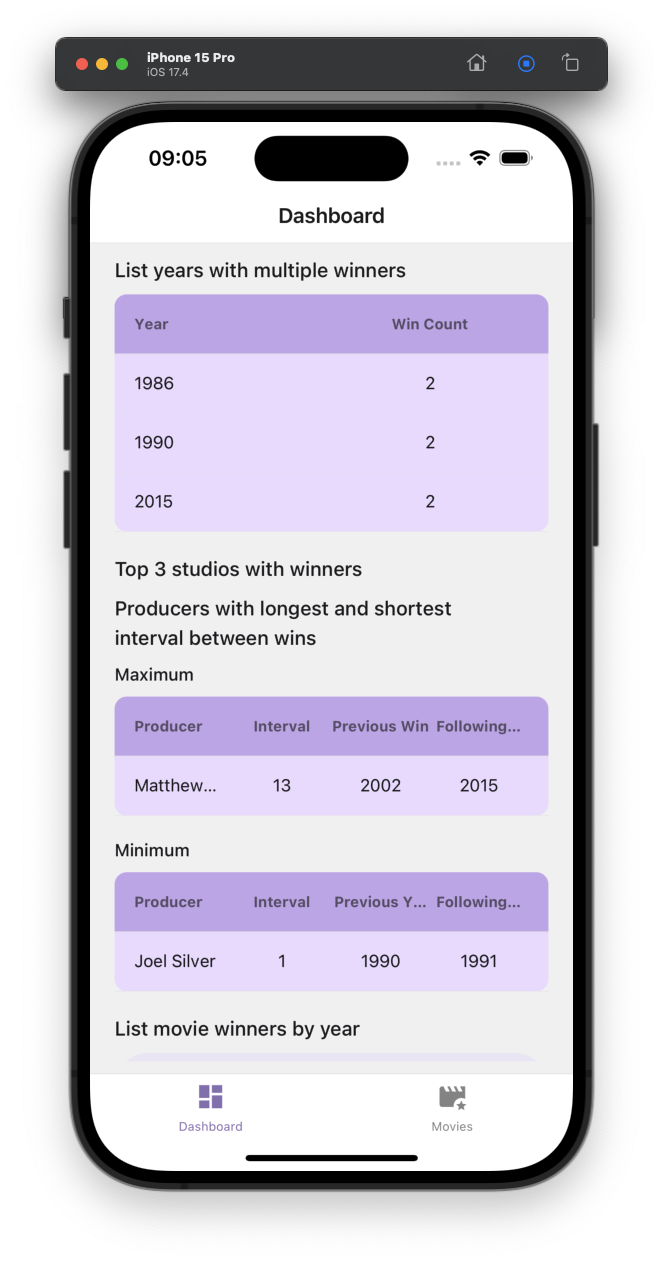 iPhone 15 Pro
iOS 17.4
09:05
Dashboard
List years with multiple winners
Year Win Count
1986 2
1990 2
2015 2
Top 3 studios with winners
Producers with longest and shortest
interval between wins
Maximum
Producer Interval Previous Win Following...
Matthew... 13 2002 2015
Minimum
Producer Interval Previous Y... Following...
Joel Silver 1 1990 1991
List movie winners by year
Dashboard Movies